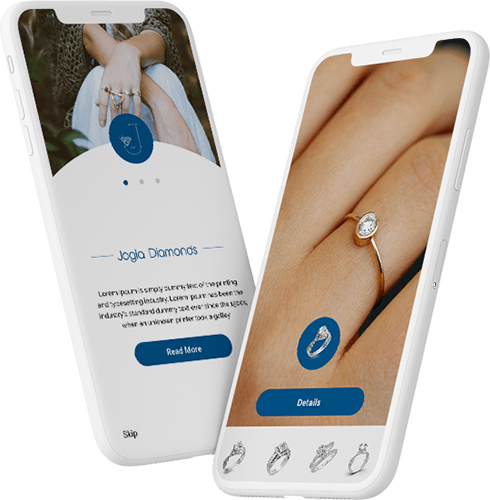 J
Jogia Diamonds
Lorem Ipsum is simply dummy text of the printing
and typesetting industry. Lorem Ipsum has been the
industry's standard dummy text ever since the 1500s,
when an unknown printer took a galley
Read More
Skip
Details